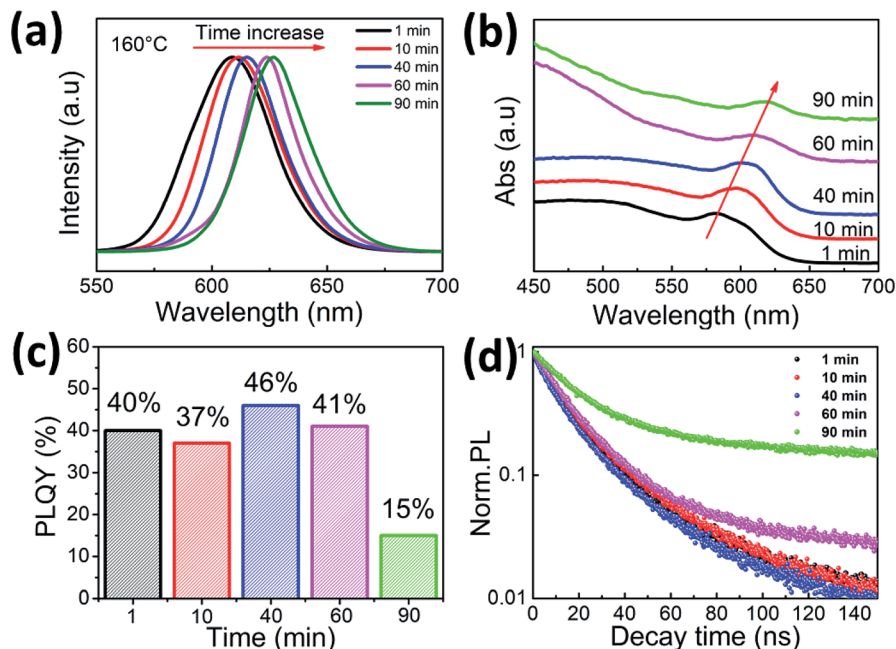 (a)
160°C
Time increase
1 min
10 min
40 min
60 min
90 min
Intensity (a.u)
550 600 650 700
Wavelength (nm)
(b)
90 min
60 min
40 min
10 min
1 min
Abs (a.u)
450 500 550 600 650 700
Wavelength (nm)
(c)
60
50
40
30
20
10
0
PLQY (%)
40%
37%
46%
41%
15%
1 10 40 60 90
Time (min)
(d)
1
0.1
0.01
Norm.PL
1 min
10 min
40 min
60 min
90 min
0 20 40 60 80 100 120 140
Decay time (ns)